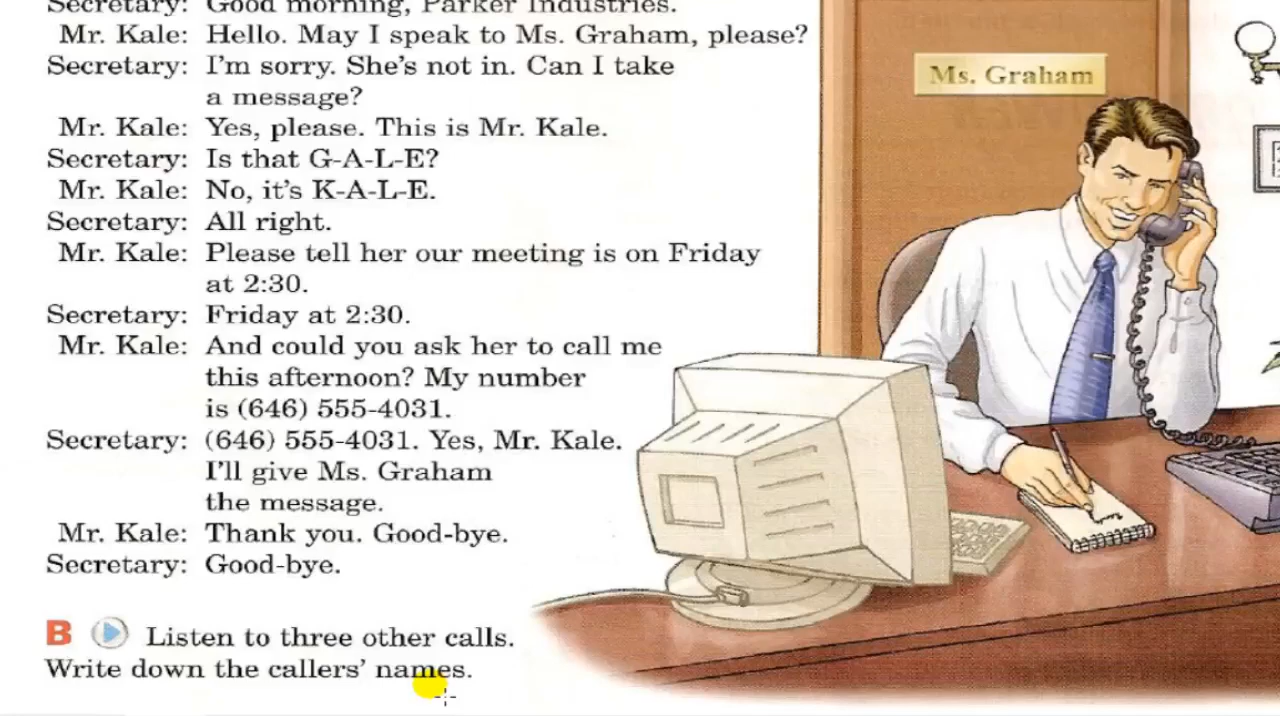 Secretary: Good morning, Parker Industries.
Mr. Kale: Hello. May I speak to Ms. Graham, please?
Secretary: I'm sorry. She's not in. Can I take
a message?
Mr. Kale: Yes, please. This is Mr. Kale.
Secretary: Is that G-A-L-E?
Mr. Kale: No, it's K-A-L-E.
Secretary: All right.
Mr. Kale: Please tell her our meeting is on Friday
at 2:30.
Secretary: Friday at 2:30.
Mr. Kale: And could you ask her to call me
this afternoon? My number
is (646) 555-4031.
Secretary: (646) 555-4031. Yes, Mr. Kale.
I'll give Ms. Graham
the message.
Mr. Kale: Thank you. Good-bye.
Secretary: Good-bye.
B Listen to three other calls.
Write down the callers' names.
Ms. Graham